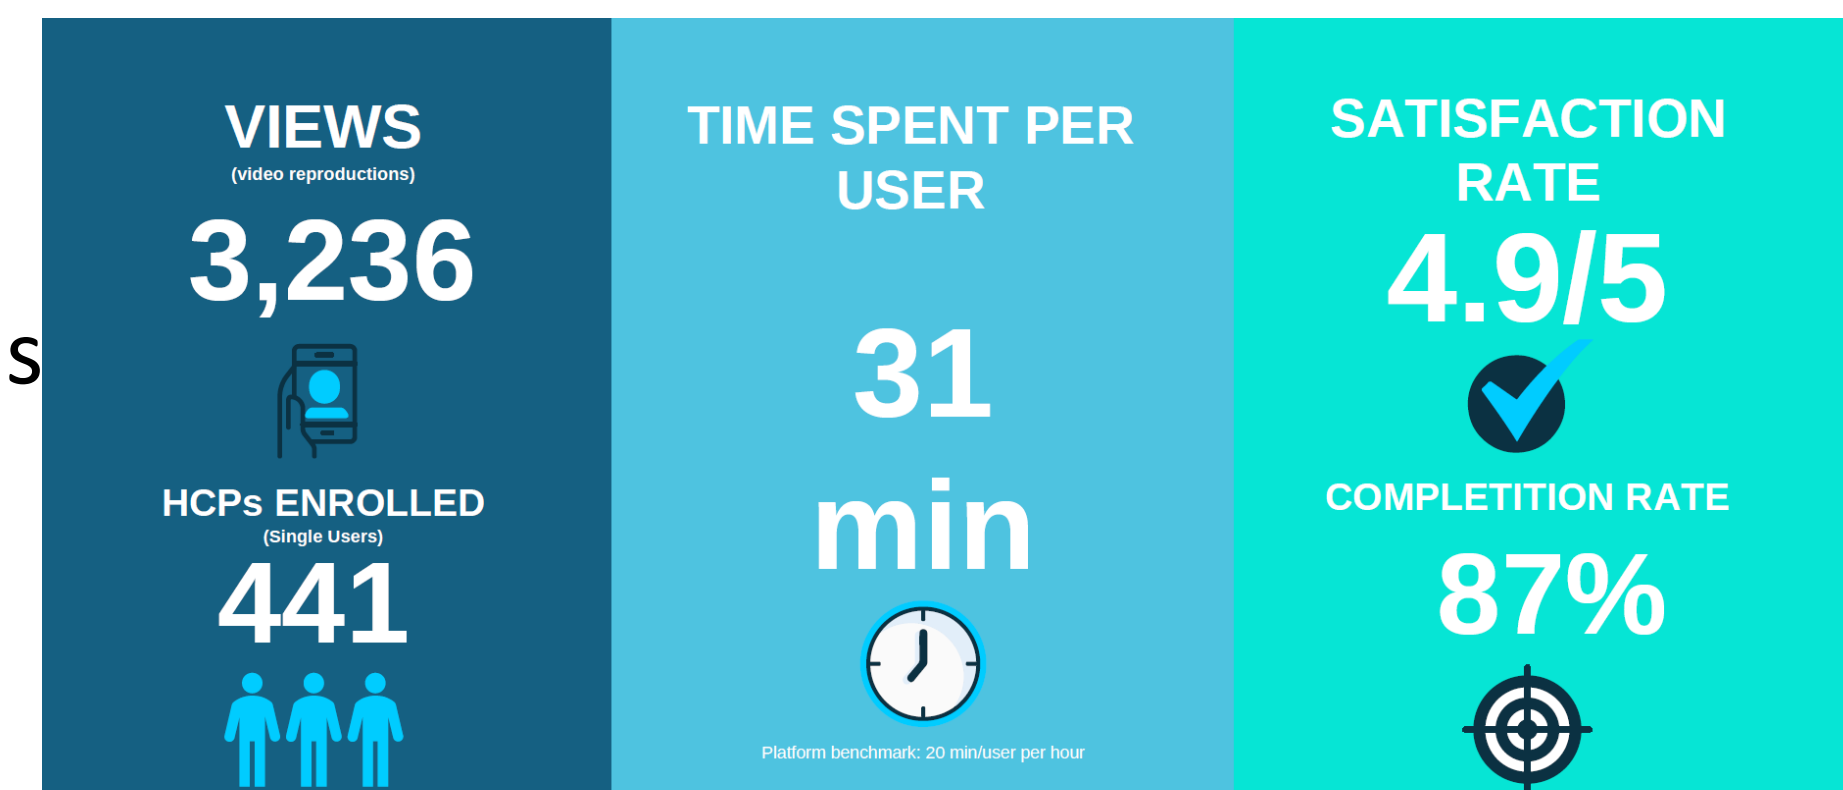 VIEWS
(video reproductions)
3,236
S
HCPs ENROLLED
(Single Users)
441
TIME SPENT PER
USER
31
min
Platform benchmark: 20 min/user per hour
SATISFACTION
RATE
4.9/5
COMPLETITION RATE
87%